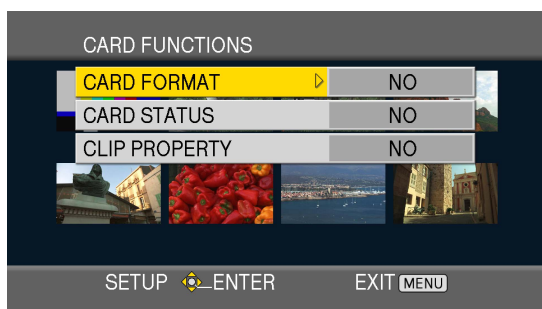 CARD FUNCTIONS
CARD FORMAT NO
CARD STATUS NO
CLIP PROPERTY NO
SETUP ENTER EXIT MENU